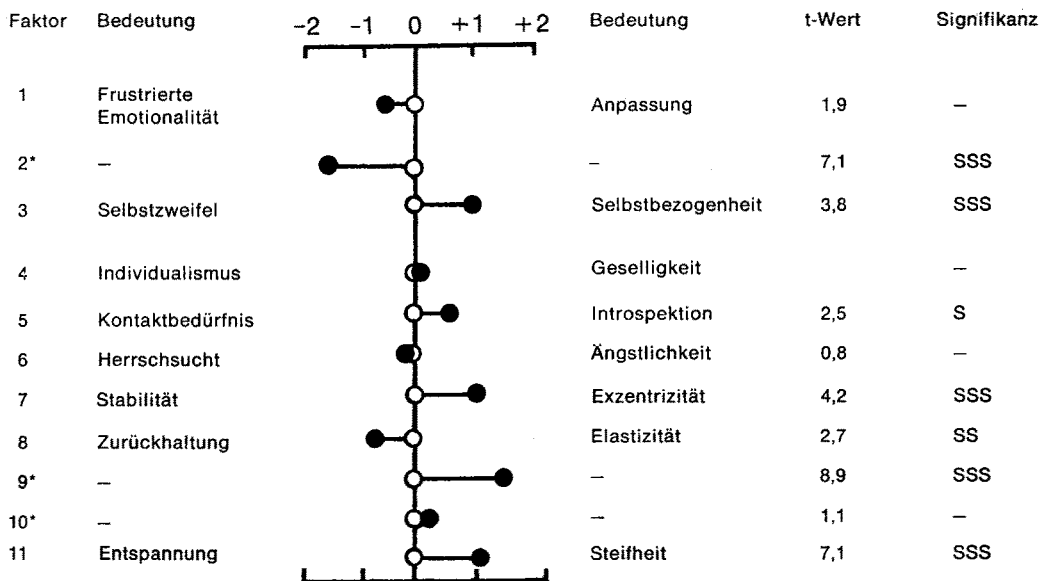 Faktor Bedeutung -2 -1 0 +1 +2 Bedeutung t-Wert Signifikanz
1 Frustrierte Emotionalität Anpassung 1,9 –
2* – – 7,1 SSS
3 Selbstzweifel Selbstbezogenheit 3,8 SSS
4 Individualismus Geselligkeit –
5 Kontaktbedürfnis Introspektion 2,5 S
6 Herrschsucht Ängstlichkeit 0,8 –
7 Stabilität Exzentrizität 4,2 SSS
8 Zurückhaltung Elastizität 2,7 SS
9* – – 8,9 SSS
10* – – 1,1 –
11 Entspannung Steifheit 7,1 SSS